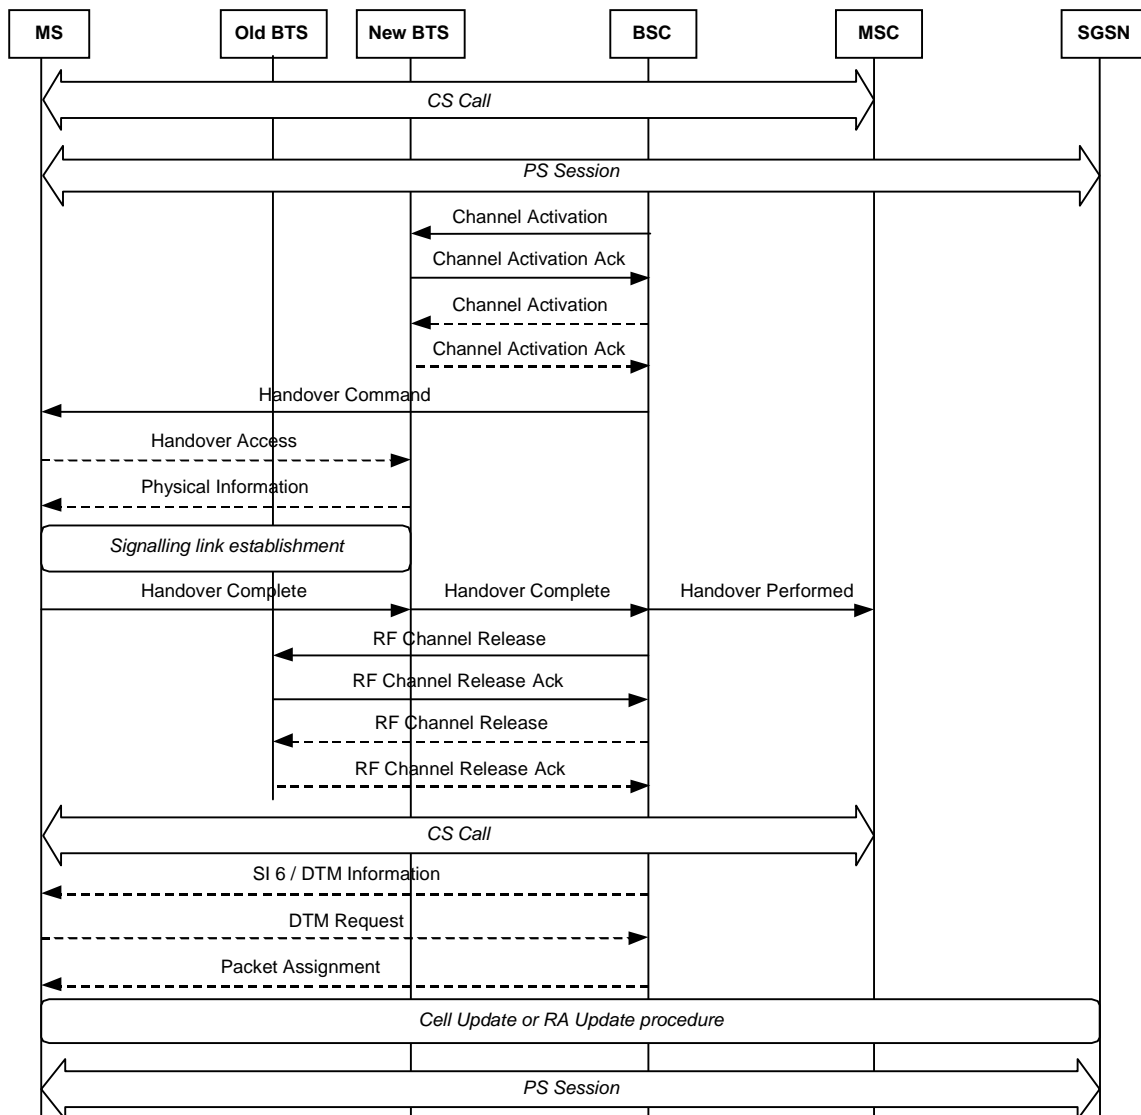 MS
Old BTS
New BTS
BSC
MSC
SGSN
CS Call
PS Session
Channel Activation
Channel Activation Ack
Channel Activation
Channel Activation Ack
Handover Command
Handover Access
Physical Information
Signalling link establishment
Handover Complete
Handover Complete
Handover Performed
RF Channel Release
RF Channel Release Ack
RF Channel Release
RF Channel Release Ack
CS Call
SI 6 / DTM Information
DTM Request
Packet Assignment
Cell Update or RA Update procedure
PS Session